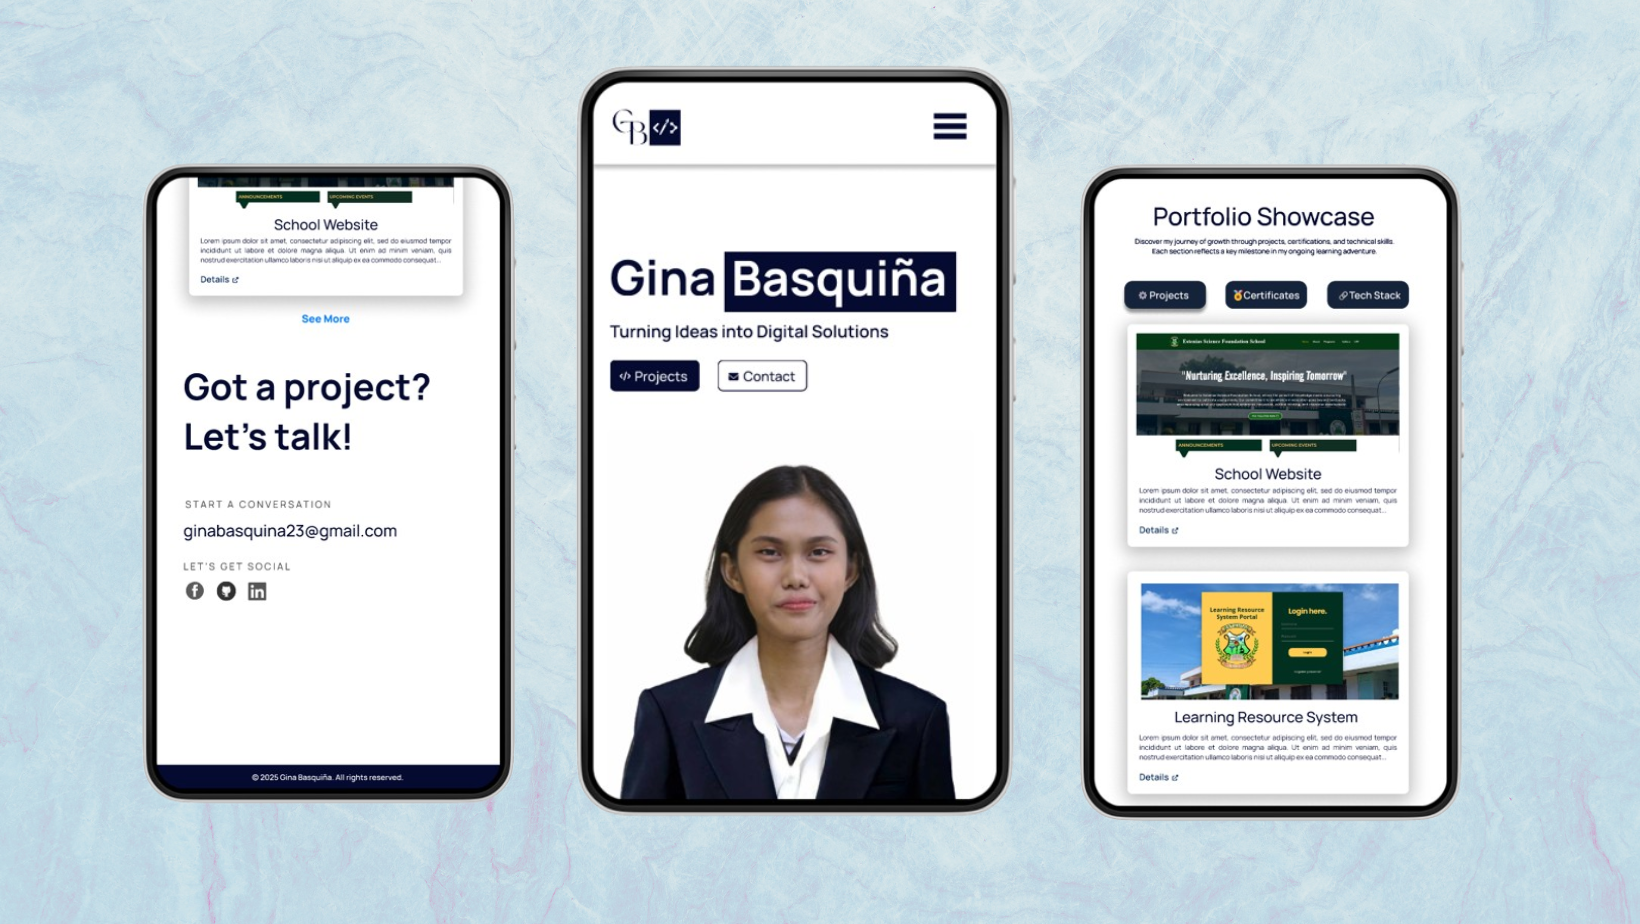 ANNOUNCEMENTS
UPCOMING EVENTS
School Website
Lorem ipsum dolor sit amet, consectetur adipiscing elit, sed do eiusmod tempor
incididunt ut labore et dolore magna aliqua. Ut enim ad minim veniam, quis
nostrud exercitation ullamco laboris nisi ut aliquip ex ea commodo consequat...
Details
See More
Got a project?
Let's talk!
START A CONVERSATION
ginabasquina23@gmail.com
LET'S GET SOCIAL
© 2025 Gina Basquiña. All rights reserved.
GB </>
Gina Basquiña
Turning Ideas into Digital Solutions
</> Projects
Contact
Portfolio Showcase
Discover my journey of growth through projects, certifications, and technical skills.
Each section reflects a key milestone in my ongoing learning adventure.
Projects
Certificates
Tech Stack
Science Foundation School
"Nurturing Excellence, Inspiring Tomorrow"
ANNOUNCEMENTS
UPCOMING EVENTS
School Website
Lorem ipsum dolor sit amet, consectetur adipiscing elit, sed do eiusmod tempor
incididunt ut labore et dolore magna aliqua. Ut enim ad minim veniam, quis
nostrud exercitation ullamco laboris nisi ut aliquip ex ea commodo consequat...
Details
Learning Resource
System Portal
Login here.
Login
Learning Resource System
Lorem ipsum dolor sit amet, consectetur adipiscing elit, sed do eiusmod tempor
incididunt ut labore et dolore magna aliqua. Ut enim ad minim veniam, quis
nostrud exercitation ullamco laboris nisi ut aliquip ex ea commodo consequat...
Details